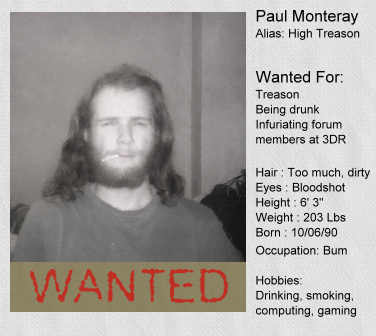 Paul Monteray
Alias: High Treason
Wanted For:
Treason
Being drunk
Infuriating forum
members at 3DR
Hair : Too much, dirty
Eyes : Bloodshot
Height : 6' 3"
Weight : 203 Lbs
Born : 10/06/90
Occupation: Bum
Hobbies:
Drinking, smoking,
computing, gaming
WANTED